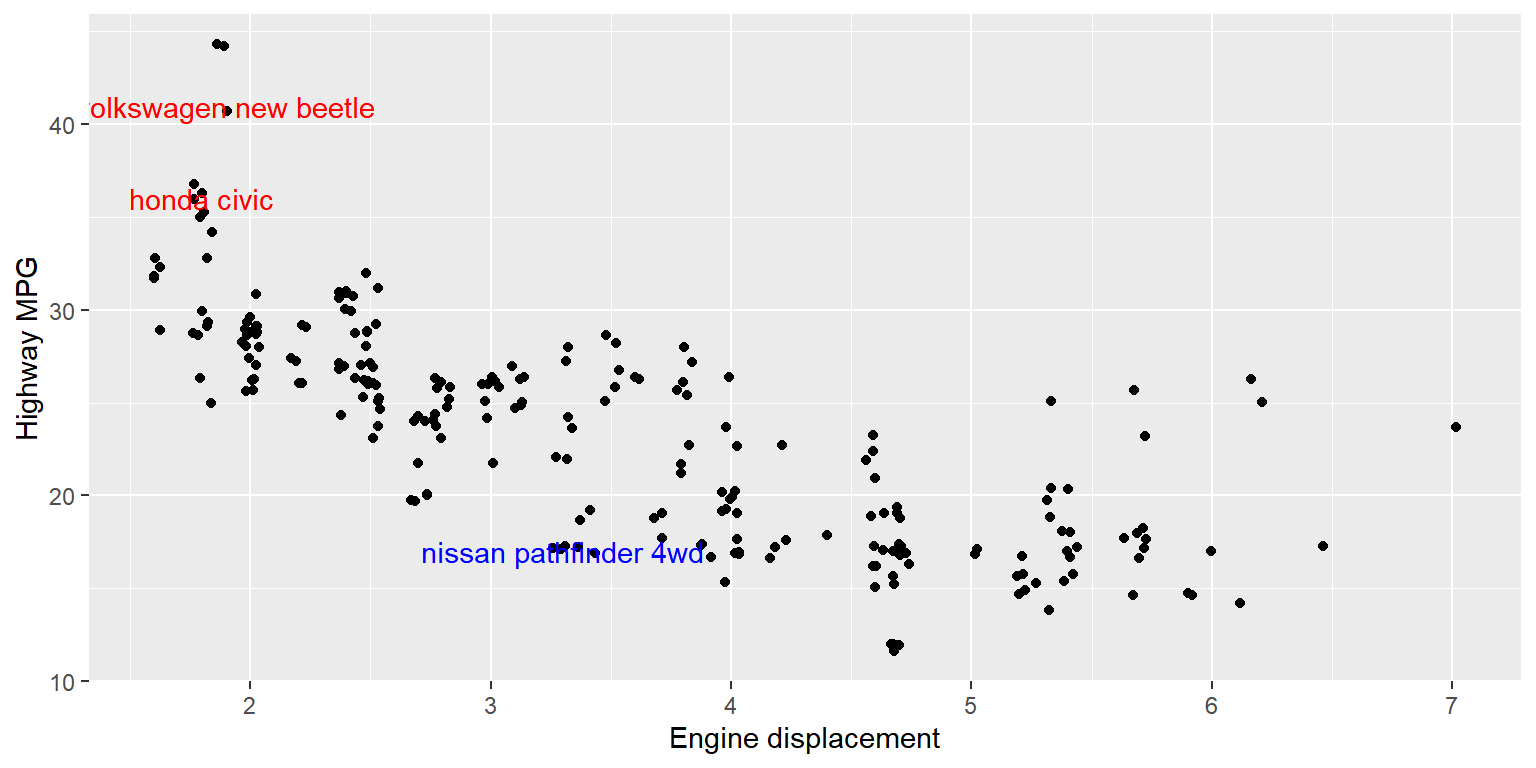 olkswagen new beetle
40
honda civic
30
Highway MPG
20
nissan pathfinder 4wd
10
2 3 4 5 6 7
Engine displacement